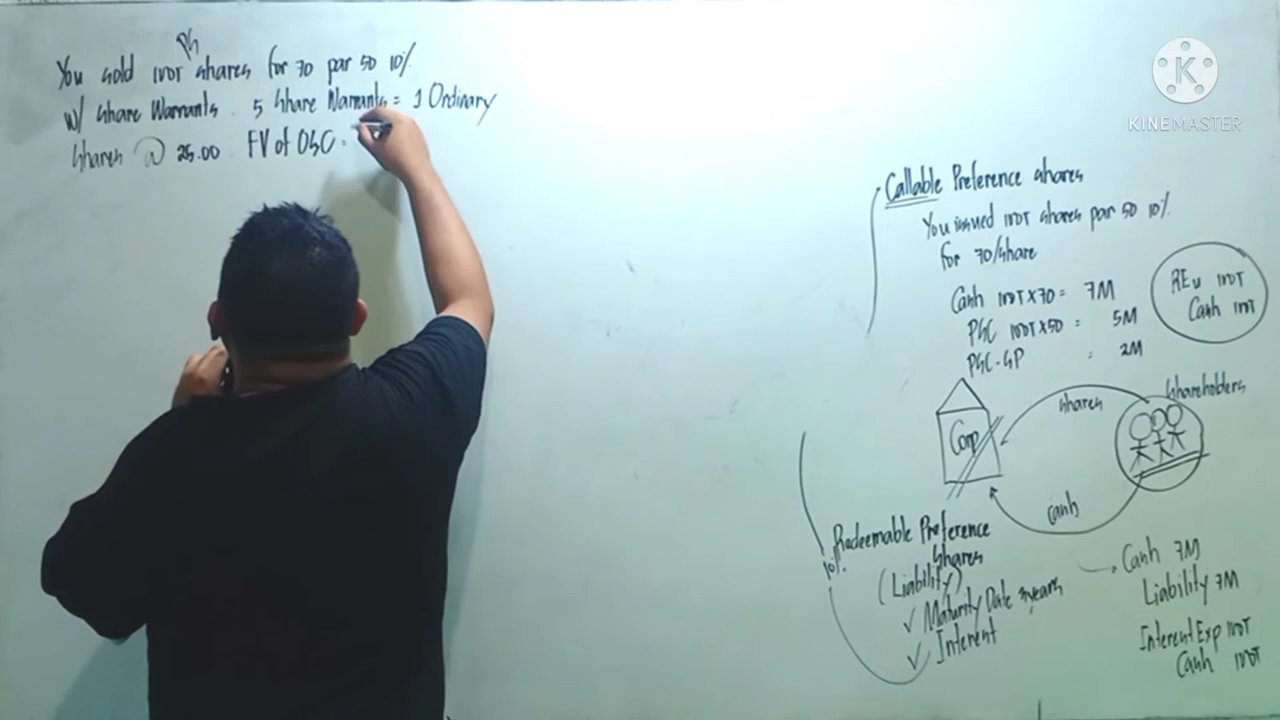 PS
You sold 100T shares for 70 par 50 10%
w/ share Warrants. 5 share Warrants = 1 Ordinary
shares @ 25.00 FV of OSC =
KINEMASTER
Callable Preference shares
You issued 100T shares par 50 10%
for 70/share
Cash 100T x 70 = 7M
PSC 100T x 50 = 5M
PSC-SP = 2M
REu 100T
Cash 100T
Corp
shares
shareholders
cash
Redeemable Preference
shares
10%
(Liability)
✓ Maturity Date 3years
✓ Interest
Cash 7M
Liability 7M
Interest Exp 100T
Cash 100T